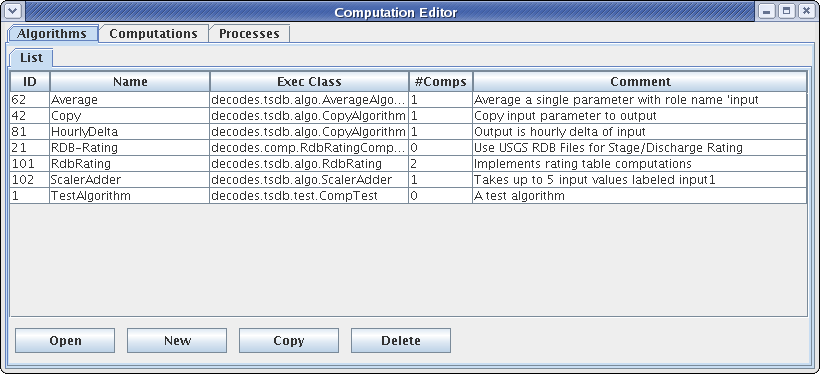 Computation Editor
Algorithms Computations Processes
List
ID Name Exec Class #Comps Comment
62 Average decodes.tsdb.algo.AverageAlgo... 1 Average a single parameter with role name 'input
42 Copy decodes.tsdb.algo.CopyAlgorithm 1 Copy input parameter to output
81 HourlyDelta decodes.tsdb.algo.CopyAlgorithm 1 Output is hourly delta of input
21 RDB-Rating decodes.comp.RdbRatingComp... 0 Use USGS RDB Files for Stage/Discharge Rating
101 RdbRating decodes.tsdb.algo.RdbRating 2 Implements rating table computations
102 ScalerAdder decodes.tsdb.algo.ScalerAdder 1 Takes up to 5 input values labeled input1
1 TestAlgorithm decodes.tsdb.test.CompTest 0 A test algorithm
Open New Copy Delete